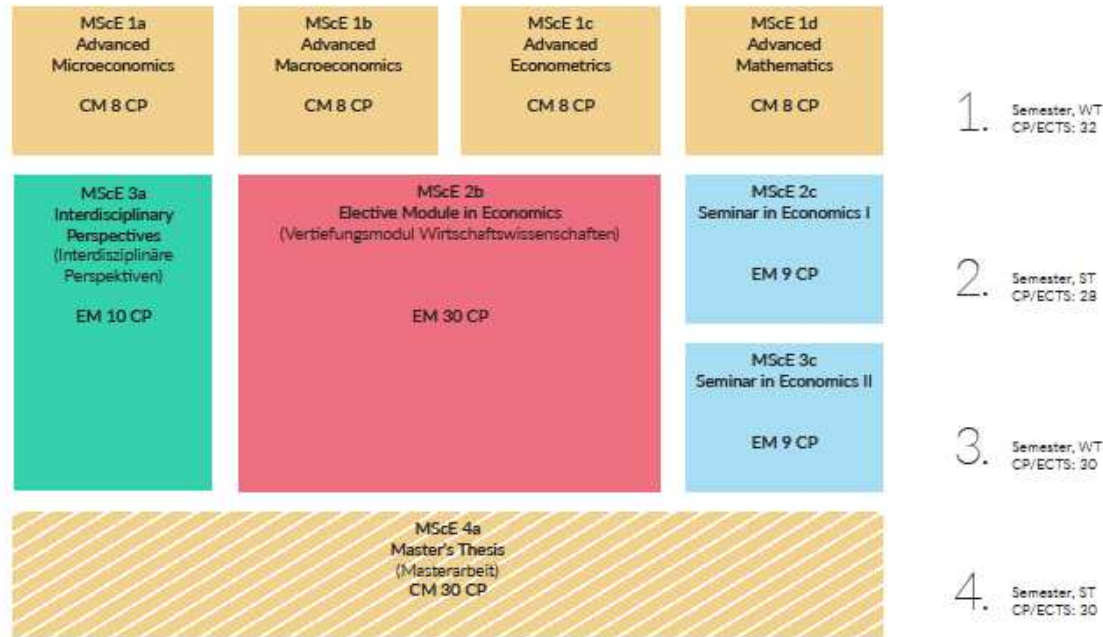 MScE 1a
Advanced
Microeconomics
CM 8 CP
MScE 1b
Advanced
Macroeconomics
CM 8 CP
MScE 1c
Advanced
Econometrics
CM 8 CP
MScE 1d
Advanced
Mathematics
CM 8 CP
1. Semester, WT
CP/ECTS: 32
MScE 3a
Interdisciplinary
Perspectives
(Interdisziplinäre
Perspektiven)
EM 10 CP
MScE 2b
Elective Module in Economics
(Vertiefungsmodul Wirtschaftswissenschaften)
EM 30 CP
MScE 2c
Seminar in Economics I
EM 9 CP
2. Semester, ST
CP/ECTS: 28
MScE 3c
Seminar in Economics II
EM 9 CP
3. Semester, WT
CP/ECTS: 30
MScE 4a
Master's Thesis
(Masterarbeit)
CM 30 CP
4. Semester, ST
CP/ECTS: 30